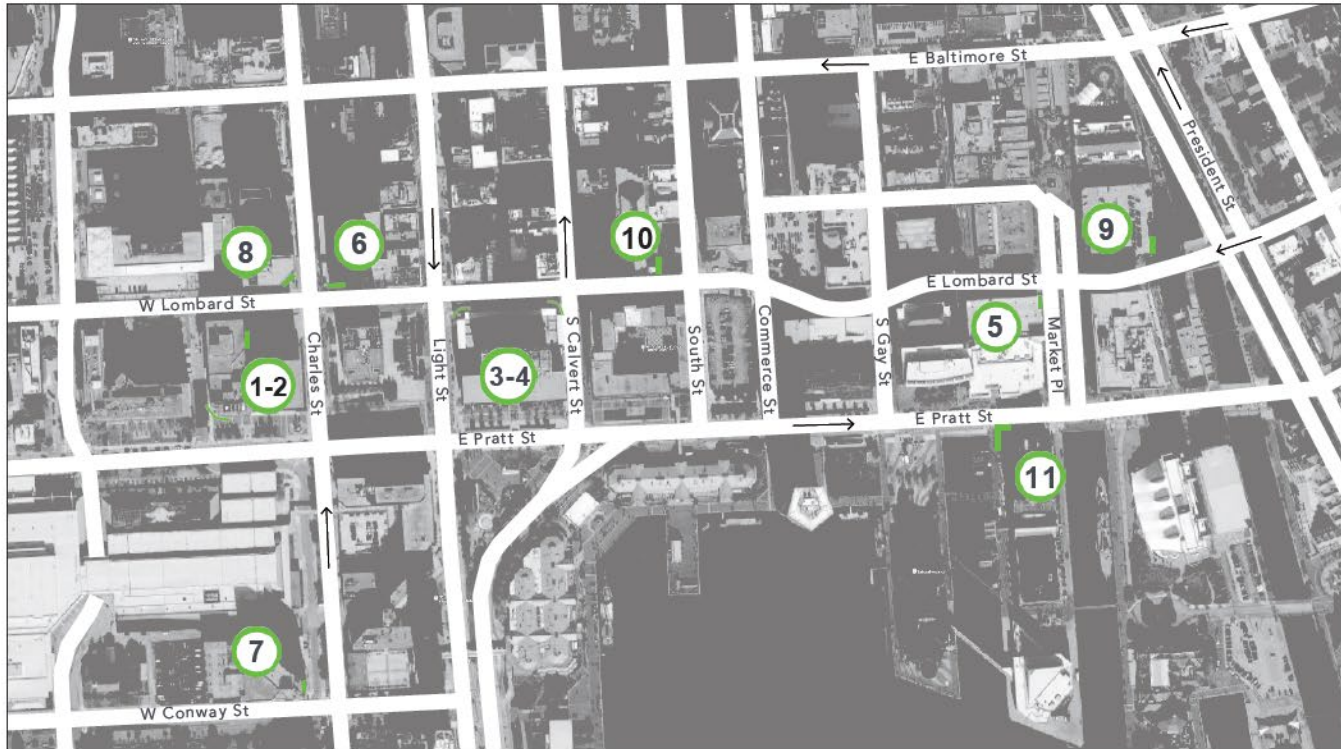 E Baltimore St
President St
8
6
10
9
W Lombard St
E Lombard St
Charles St
Light St
S Calvert St
South St
Commerce St
S Gay St
Market Pl
1-2
3-4
5
E Pratt St
E Pratt St
11
7
W Conway St